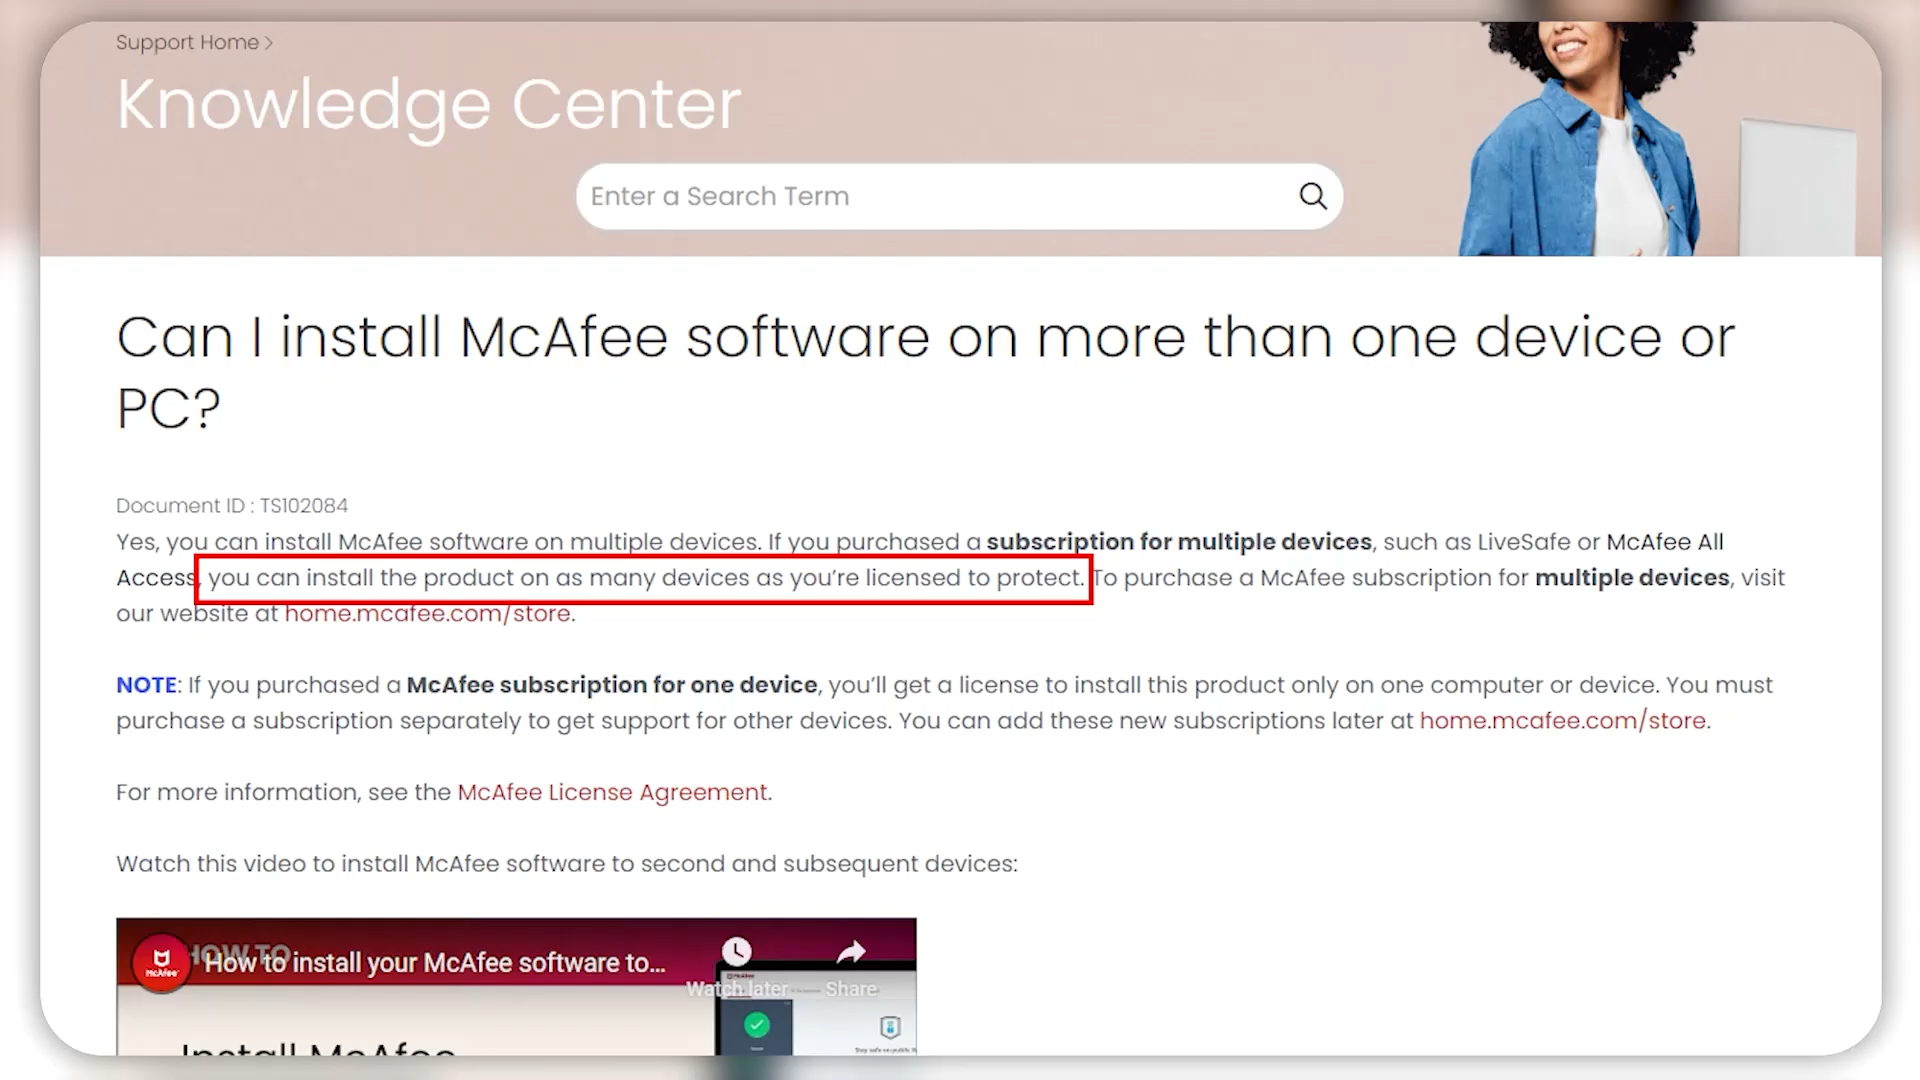 Support Home >
Knowledge Center
Enter a Search Term
Can I install McAfee software on more than one device or
PC?
Document ID : TS102084
Yes, you can install McAfee software on multiple devices. If you purchased a subscription for multiple devices, such as LiveSafe or McAfee All
Access, you can install the product on as many devices as you’re licensed to protect. To purchase a McAfee subscription for multiple devices, visit
our website at home.mcafee.com/store.
NOTE: If you purchased a McAfee subscription for one device, you’ll get a license to install this product only on one computer or device. You must
purchase a subscription separately to get support for other devices. You can add these new subscriptions later at home.mcafee.com/store.
For more information, see the McAfee License Agreement.
Watch this video to install McAfee software to second and subsequent devices:
HOW TO
McAfee
How to install your McAfee software to...
Watch later
Share
McAfee
Install McAfee